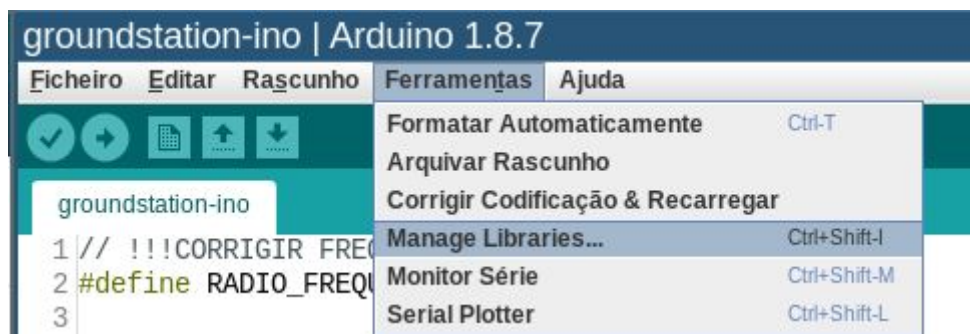 groundstation-ino | Arduino 1.8.7
Ficheiro Editar Rascunho Ferramentas Ajuda
Formatar Automaticamente Ctrl-T
Arquivar Rascunho
Corrigir Codificação & Recarregar
Manage Libraries... Ctrl+Shift-I
Monitor Série Ctrl+Shift-M
Serial Plotter Ctrl+Shift-L
groundstation-ino
1 // !!!CORRIGIR
2 #define
3